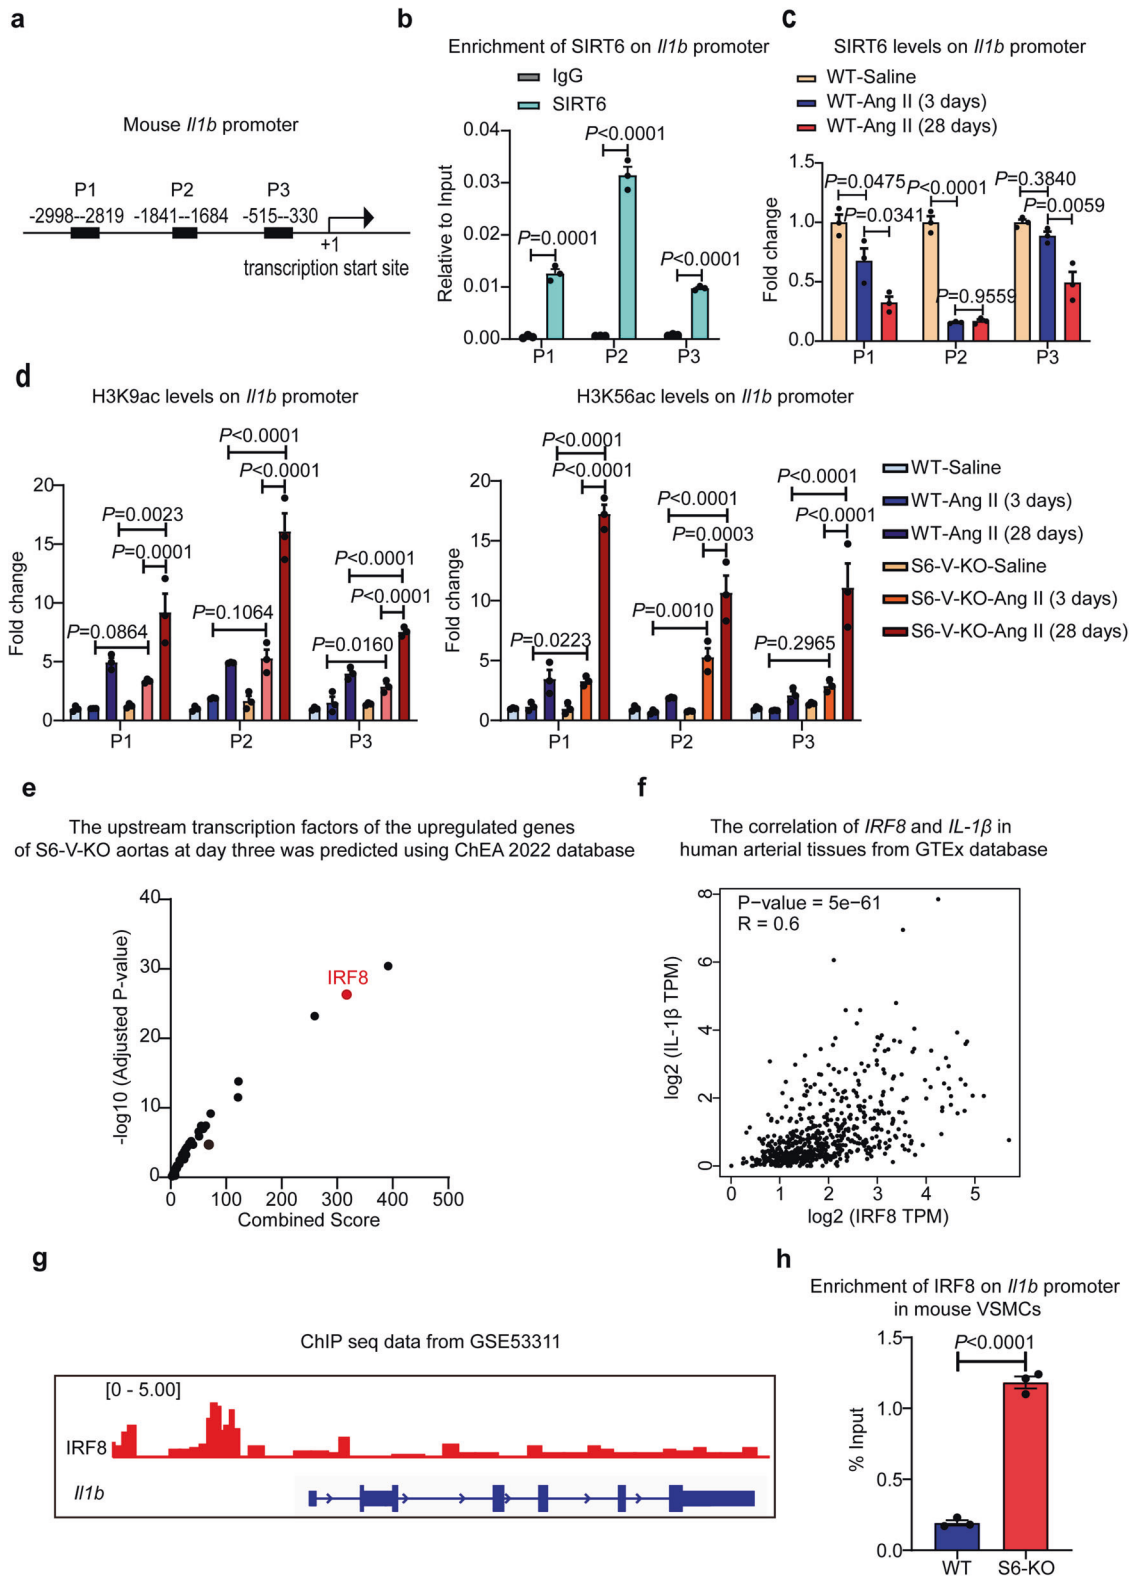 a
Mouse Il1b promoter
P1 P2 P3
-2998--2819 -1841--1684 -515--330
+1
transcription start site
b
Enrichment of SIRT6 on Il1b promoter
IgG
SIRT6
Relative to Input
0.04
0.03
0.02
0.01
0.00
P=0.0001
P<0.0001
P<0.0001
P1 P2 P3
c
SIRT6 levels on Il1b promoter
WT-Saline
WT-Ang II (3 days)
WT-Ang II (28 days)
Fold change
1.5
1.0
0.5
0.0
P=0.0475
P=0.0341
P<0.0001
P=0.9559
P=0.3840
P=0.0059
P1 P2 P3
d
H3K9ac levels on Il1b promoter
Fold change
20
15
10
5
0
P=0.0023
P=0.0001
P=0.0864
P<0.0001
P<0.0001
P=0.1064
P<0.0001
P<0.0001
P=0.0160
P1 P2 P3
H3K56ac levels on Il1b promoter
Fold change
20
15
10
5
0
P<0.0001
P<0.0001
P=0.0223
P<0.0001
P=0.0003
P=0.0010
P<0.0001
P<0.0001
P=0.2965
P1 P2 P3
WT-Saline
WT-Ang II (3 days)
WT-Ang II (28 days)
S6-V-KO-Saline
S6-V-KO-Ang II (3 days)
S6-V-KO-Ang II (28 days)
e
The upstream transcription factors of the upregulated genes
of S6-V-KO aortas at day three was predicted using ChEA 2022 database
-log10 (Adjusted P-value)
40
30
20
10
0
IRF8
0 100 200 300 400 500
Combined Score
f
The correlation of IRF8 and IL-1β in
human arterial tissues from GTEx database
P−value = 5e−61
R = 0.6
log2 (IL-1β TPM)
8
6
4
2
0
0 1 2 3 4 5
log2 (IRF8 TPM)
g
ChIP seq data from GSE53311
[0 - 5.00]
IRF8
Il1b
h
Enrichment of IRF8 on Il1b promoter
in mouse VSMCs
% Input
1.5
1.0
0.5
0.0
P<0.0001
WT S6-KO